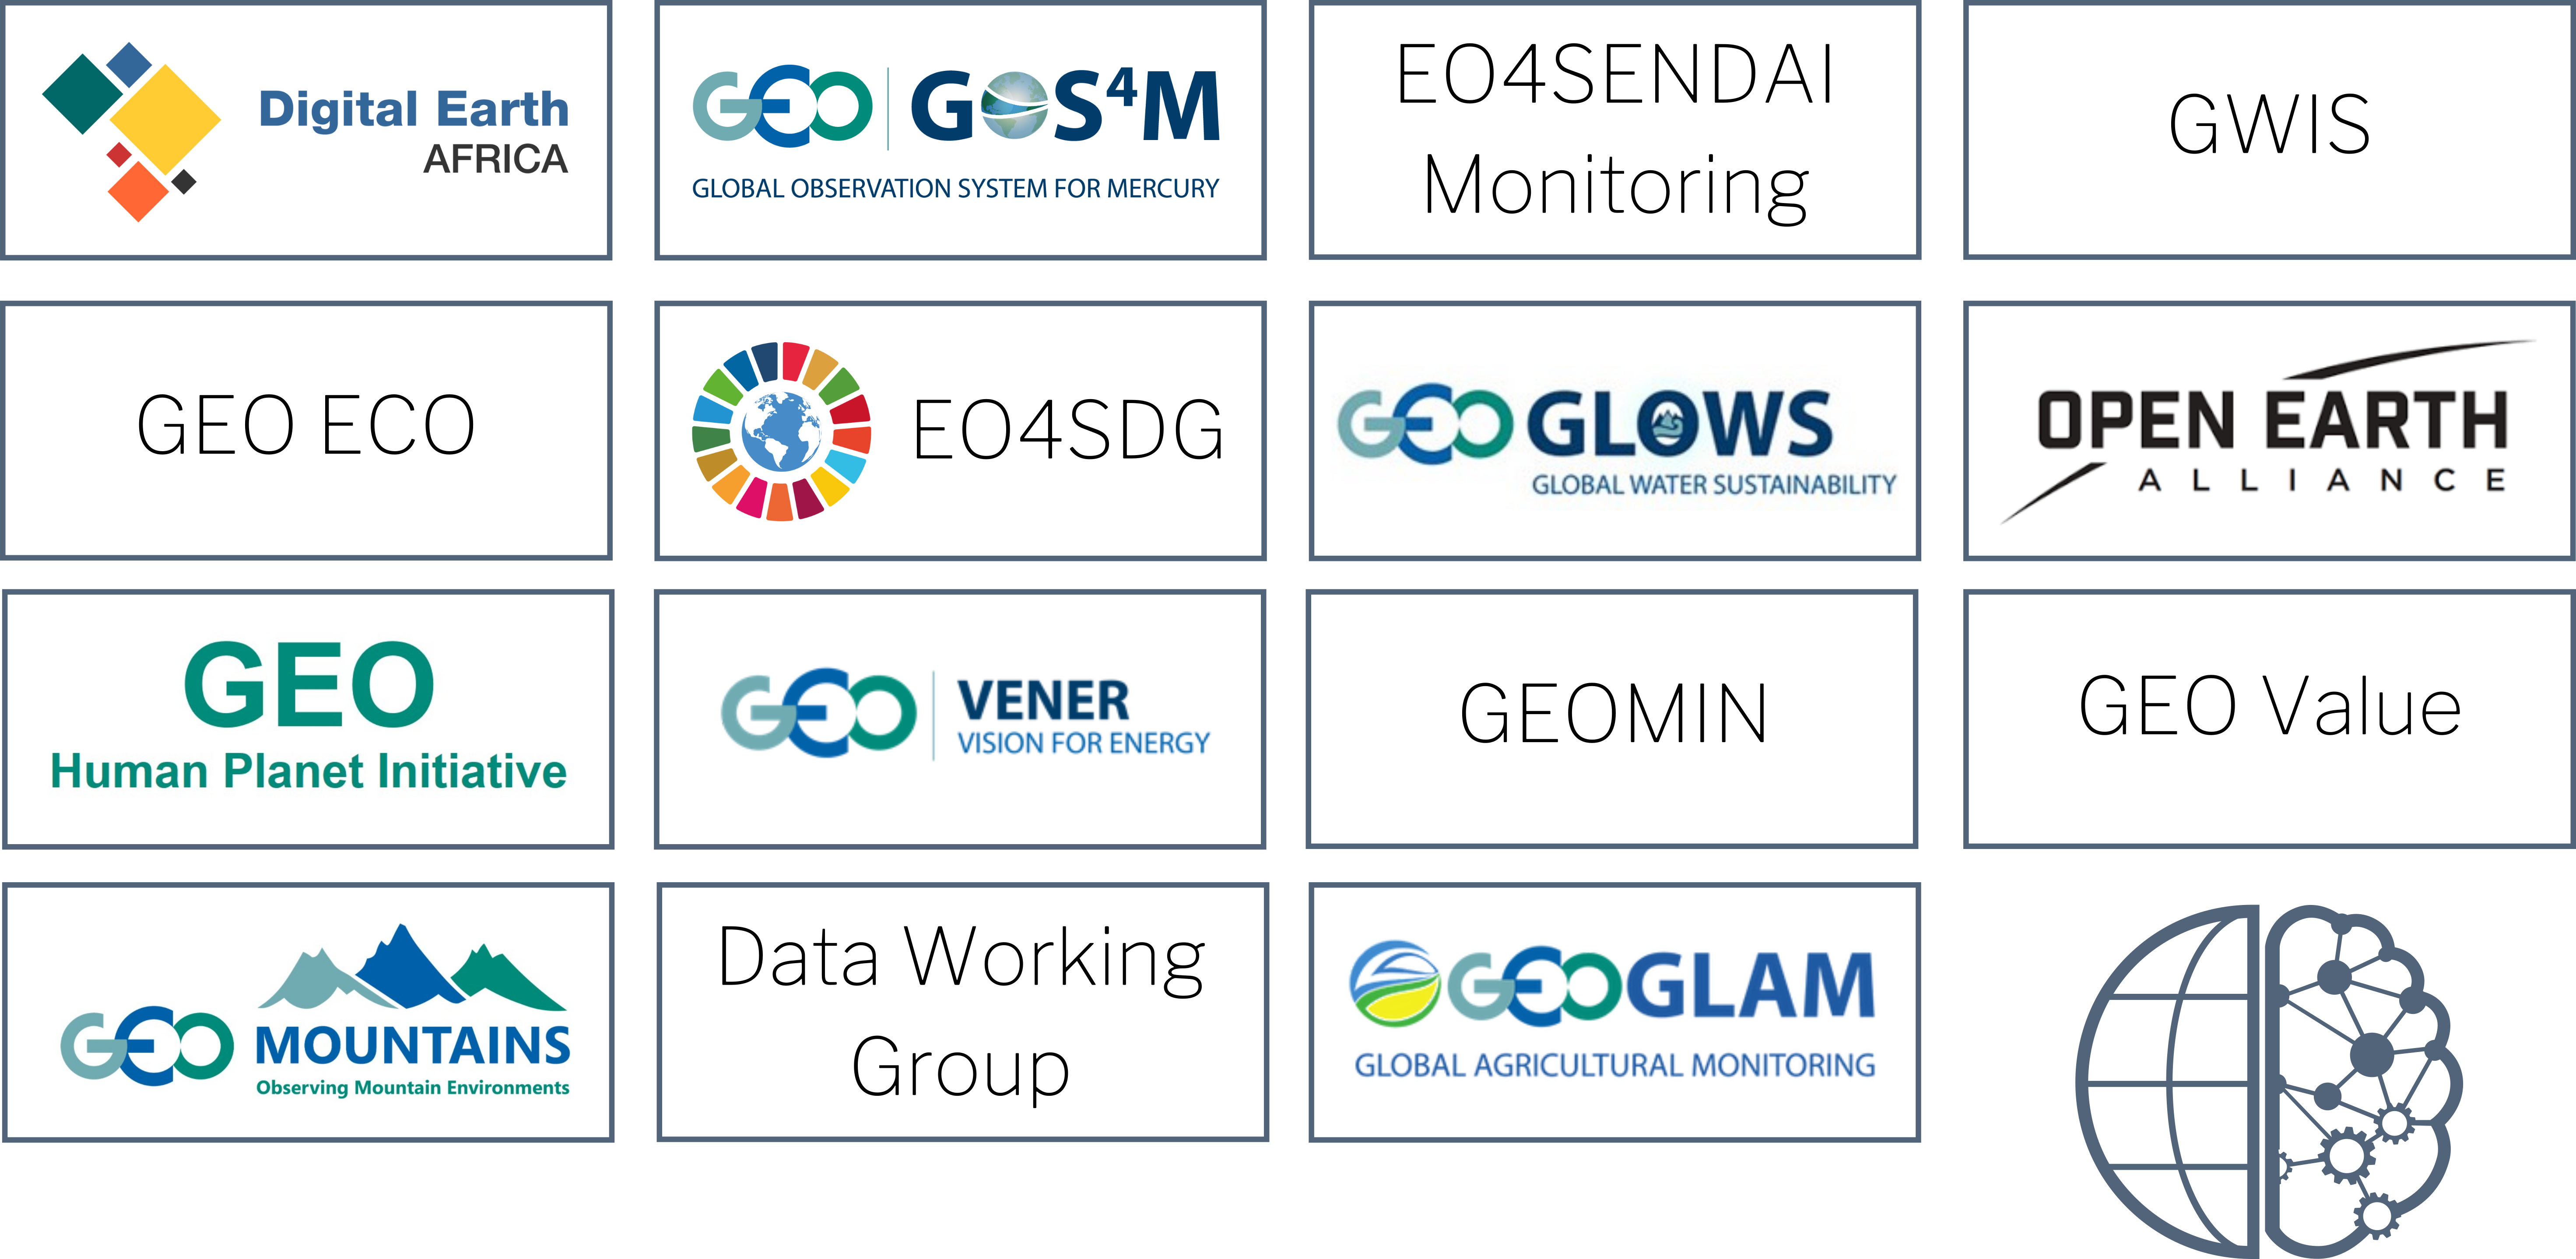 Digital Earth
AFRICA
GEO GOS⁴M
GLOBAL OBSERVATION SYSTEM FOR MERCURY
EO4SENDAI
Monitoring
GWIS
GEO ECO
EO4SDG
GEO GLOWS
GLOBAL WATER SUSTAINABILITY
OPEN EARTH
ALLIANCE
GEO
Human Planet Initiative
GEO VENER
VISION FOR ENERGY
GEOMIN
GEO Value
GEO MOUNTAINS
Observing Mountain Environments
Data Working
Group
GEOGLAM
GLOBAL AGRICULTURAL MONITORING